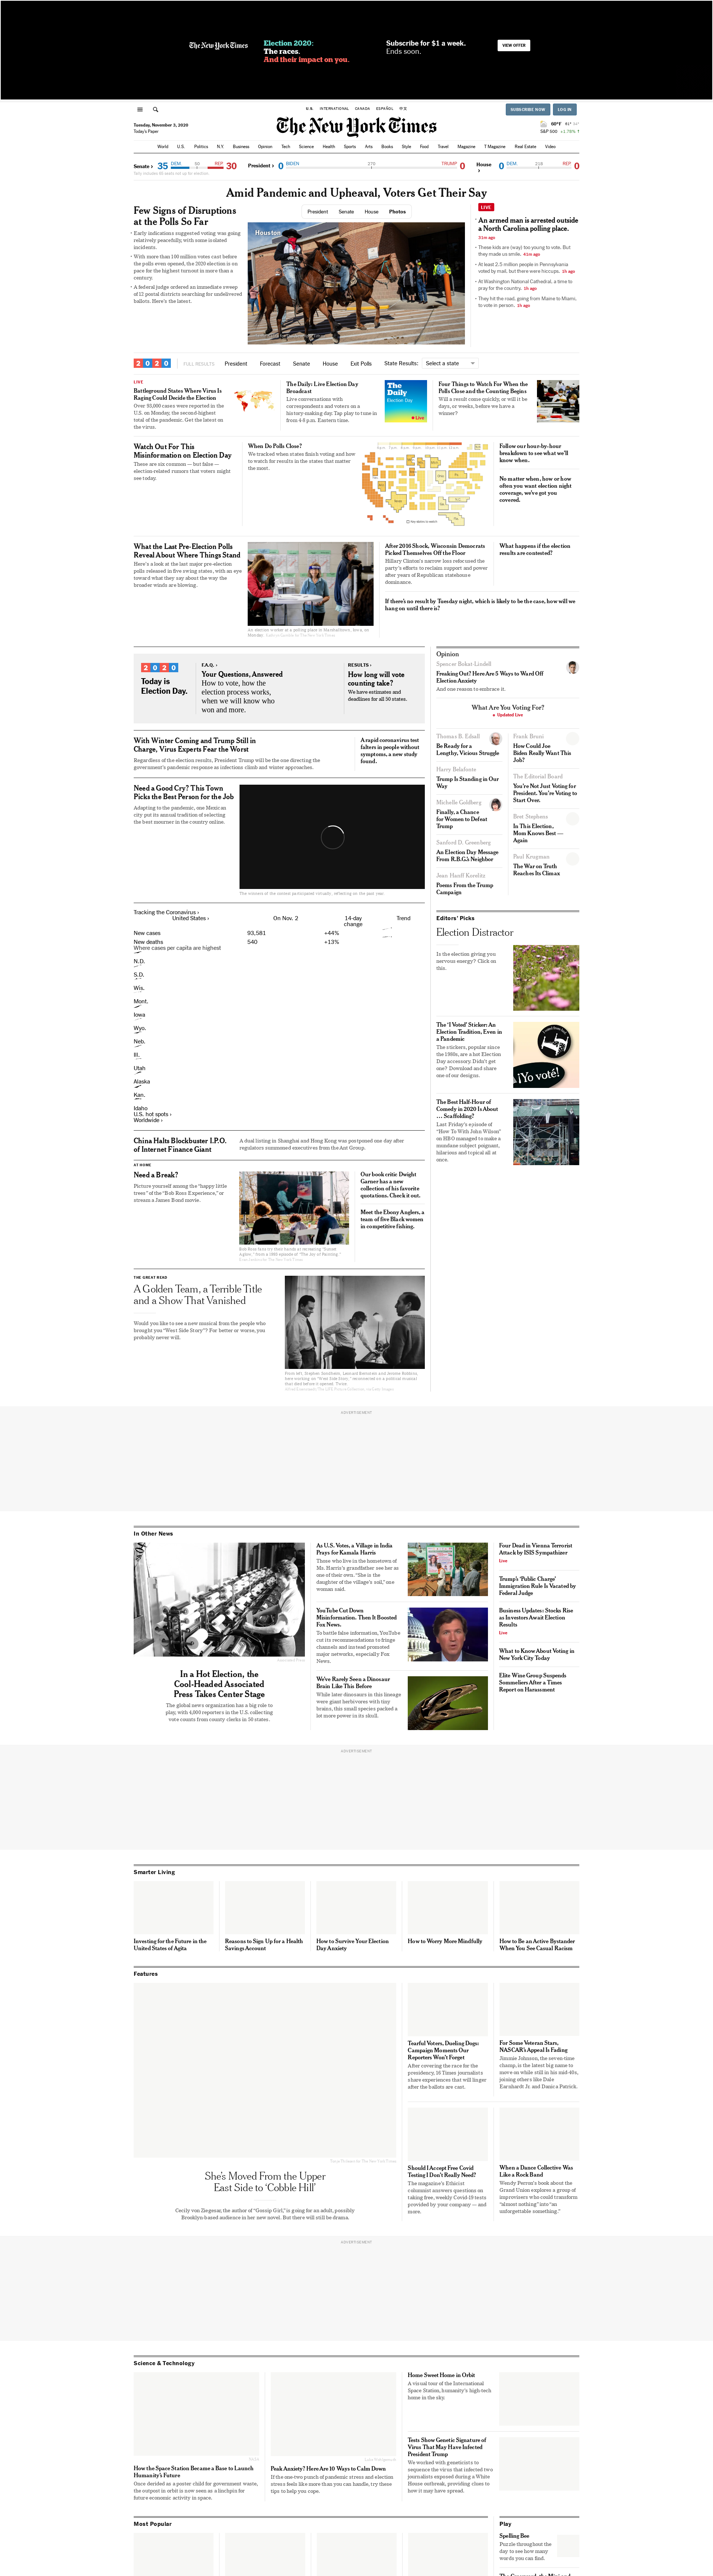 The New York Times
Election 2020:
The races.
And their impact on you.
Subscribe for $1 a week.
Ends soon.
VIEW OFFER
U.S. INTERNATIONAL CANADA ESPAÑOL 中文
SUBSCRIBE NOW
LOG IN
Tuesday, November 3, 2020
Today's Paper
The New York Times
S&P 500 +1.78% ↑
World U.S. Politics N.Y. Business Opinion Tech Science Health Sports Arts Books Style Food Travel Magazine T Magazine Real Estate Video
Senate › 35 DEM. REP. 30
President › 0 BIDEN 270 TRUMP 0
House › 0 DEM. 218 REP. 0
Amid Pandemic and Upheaval, Voters Get Their Say
Few Signs of Disruptions
at the Polls So Far
Early indications suggested voting was going
relatively peacefully, with some isolated
incidents.
With more than 100 million votes cast before
the polls even opened, the 2020 election is on
pace for the highest turnout in more than a
century.
A federal judge ordered an immediate sweep
of 12 postal districts searching for undelivered
ballots. Here's the latest.
President Senate House Photos
Houston
LIVE
An armed man is arrested outside
a North Carolina polling place.
31m ago
These kids are (way) too young to vote. But
they made us smile. 41m ago
At least 2.5 million people in Pennsylvania
voted by mail, but there were hiccups. 1h ago
At Washington National Cathedral, a time to
pray for the country. 1h ago
They hit the road, going from Maine to Miami,
to vote in person. 1h ago
2020
FULL RESULTS President Forecast Senate House Exit Polls State Results: Select a state
LIVE
Battleground States Where Virus Is
Raging Could Decide the Election
Over 93,000 cases were reported in the
U.S. on Monday, the second-highest
total of the pandemic. Get the latest on
the virus.
The Daily: Live Election Day
Broadcast
Live conversations with
correspondents and voters on a
history-making day. Tap play to tune in
from 4-8 p.m. Eastern time.
The
Daily
Election Day
Live
Four Things to Watch For When the
Polls Close and the Counting Begins
Will a result come quickly, or will it be
days, or weeks, before we have a
winner?
Watch Out For This
Misinformation on Election Day
These are six common — but false —
election-related rumors that voters might
see today.
When Do Polls Close?
We tracked when states finish voting and how
to watch for results in the states that matter
the most.
Follow our hour-by-hour
breakdown to see what we'll
know when.
No matter when, how or how
often you want election night
coverage, we've got you
covered.
What the Last Pre-Election Polls
Reveal About Where Things Stand
Here's a look at the major pre-election
polls released in five swing states, with an eye
toward what they say about the way the
broader winds are blowing.
An election worker at a polling place in Marshalltown, Iowa, on
Monday.
After 2016 Shock, Wisconsin Democrats
Picked Themselves Off the Floor
Hillary Clinton's narrow loss refocused the
party's efforts to reclaim support and power
after years of Republican statehouse
dominance.
What happens if the election
results are contested?
If there's no result by Tuesday night, which is likely to be the case, how will we
hang on until there is?
2020
Today is
Election Day.
F.A.Q. ›
Your Questions, Answered
How to vote, how the
election process works,
when we will know who
won and more.
RESULTS ›
How long will vote
counting take?
We have estimates and
deadlines for all 50 states.
With Winter Coming and Trump Still in
Charge, Virus Experts Fear the Worst
Regardless of the election results, President Trump will be the one directing the
government's pandemic response as infections climb and winter approaches.
A rapid coronavirus test
falters in people without
symptoms, a new study
found.
Need a Good Cry? This Town
Picks the Best Person for the Job
Adapting to the pandemic, one Mexican
city put its annual tradition of selecting
the best mourner in the country online.
The contests of the contest participated virtually, reflecting on the past year.
Tracking the Coronavirus ›
United States › On Nov. 2 14-day change Trend
New cases 93,581 +44%
New deaths 540 +13%
Where cases per capita are highest
N.D.
S.D.
Wis.
Mont.
Iowa
Wyo.
Neb.
Ill.
Utah
Alaska
Kan.
Idaho
U.S. hot spots ›
Worldwide ›
China Halts Blockbuster I.P.O.
of Internet Finance Giant
A dual listing in Shanghai and Hong Kong was postponed one day after
regulators summoned executives from the Ant Group.
AT HOME
Need a Break?
Picture yourself among the "happy little
trees" of the "Bob Ross Experience," or
stream a James Bond movie.
Our book critic Dwight
Garner has a new
collection of his favorite
quotations. Check it out.
Meet the Ebony Anglers, a
team of five Black women
in competitive fishing.
THE GREAT READ
A Golden Team, a Terrible Title
and a Show That Vanished
Would you like to see a new musical from the people who
brought you "West Side Story"? For better or worse, you
probably never will.
Opinion
Spencer Bokat-Lindell
Freaking Out? Here Are 5 Ways to Ward Off
Election Anxiety
And one reason to embrace it.
What Are You Voting For?
Updated Live
Thomas B. Edsall
Be Ready for a
Lengthy, Vicious Struggle
Harry Belafonte
Trump Is Standing in Our
Way
Michelle Goldberg
Finally, a Chance
for Women to Defeat
Trump
Sanford D. Greenberg
An Election Day Message
From R.B.G.'s Neighbor
Jean Hanff Korelitz
Poems From the Trump
Campaign
Frank Bruni
How Could Joe
Biden Really Want This
Job?
The Editorial Board
You're Not Just Voting for
President. You're Voting to
Start Over.
Bret Stephens
In This Election,
Mom Knows Best —
Again
Paul Krugman
The War on Truth
Reaches Its Climax
Editors' Picks
Election Distractor
Is the election giving you
nervous energy? Click on
this.
The 'I Voted' Sticker: An
Election Tradition, Even in
a Pandemic
The stickers, popular since
the 1980s, are a hot Election
Day accessory. Didn't get
one? Download and share
one of our designs.
¡Yo voté!
The Best Half-Hour of
Comedy in 2020 Is About
… Scaffolding?
Last Friday's episode of
"How To With John Wilson"
on HBO managed to make a
mundane subject poignant,
hilarious and topical all at
once.
ADVERTISEMENT
In Other News
In a Hot Election, the
Cool-Headed Associated
Press Takes Center Stage
The global news organization has a big role to
play, with 4,000 reporters in the U.S. collecting
vote counts from county clerks in 50 states.
As U.S. Votes, a Village in India
Prays for Kamala Harris
Those who live in the hometown of
Ms. Harris's grandfather see her as
one of their own. "She is the
daughter of the village's soil," one
woman said.
YouTube Cut Down
Misinformation. Then It Boosted
Fox News.
To battle false information, YouTube
cut its recommendations to fringe
channels and instead promoted
major networks, especially Fox
News.
We've Rarely Seen a Dinosaur
Brain Like This Before
While later dinosaurs in this lineage
were giant herbivores with tiny
brains, this small species packed a
lot more power in its skull.
Four Dead in Vienna Terrorist
Attack by ISIS Sympathizer
Live
Trump's 'Public Charge'
Immigration Rule Is Vacated by
Federal Judge
Business Updates: Stocks Rise
as Investors Await Election
Results
Live
What to Know About Voting in
New York City Today
Elite Wine Group Suspends
Sommeliers After a Times
Report on Harassment
ADVERTISEMENT
Smarter Living
Investing for the Future in the
United States of Agita
Reasons to Sign Up for a Health
Savings Account
How to Survive Your Election
Day Anxiety
How to Worry More Mindfully
How to Be an Active Bystander
When You See Casual Racism
Features
She's Moved From the Upper
East Side to 'Cobble Hill'
Cecily von Ziegesar, the author of "Gossip Girl," is going for an adult, possibly
Brooklyn-based audience in her new novel. But there will still be drama.
Tearful Voters, Dueling Dogs:
Campaign Moments Our
Reporters Won't Forget
After covering the race for the
presidency, 16 Times journalists
share experiences that will linger
after the ballots are cast.
For Some Veteran Stars,
NASCAR's Appeal Is Fading
Jimmie Johnson, the seven-time
champ, is the latest big name to
move on while still in his mid-40s,
joining others like Dale
Earnhardt Jr. and Danica Patrick.
Should I Accept Free Covid
Testing I Don't Really Need?
The magazine's Ethicist
columnist answers questions on
taking free, weekly Covid-19 tests
provided by your company — and
more.
When a Dance Collective Was
Like a Rock Band
Wendy Perron's book about the
Grand Union explores a group of
improvisers who could transform
"almost nothing" into "an
unforgettable something."
ADVERTISEMENT
Science & Technology
How the Space Station Became a Base to Launch
Humanity's Future
Once derided as a poster child for government waste,
the outpost in orbit is now seen as a linchpin for
future economic activity in space.
Peak Anxiety? Here Are 10 Ways to Calm Down
If the one-two punch of pandemic stress and election
stress feels like more than you can handle, try these
tips to help you cope.
Home Sweet Home in Orbit
A visual tour of the International
Space Station, humanity's high-tech
home in the sky.
Tests Show Genetic Signature of
Virus That May Have Infected
President Trump
We worked with geneticists to
sequence the virus that infected two
journalists exposed during a White
House outbreak, providing clues to
how it may have spread.
Most Popular
Play
Spelling Bee
Puzzle throughout the
day to see how many
words you can find.